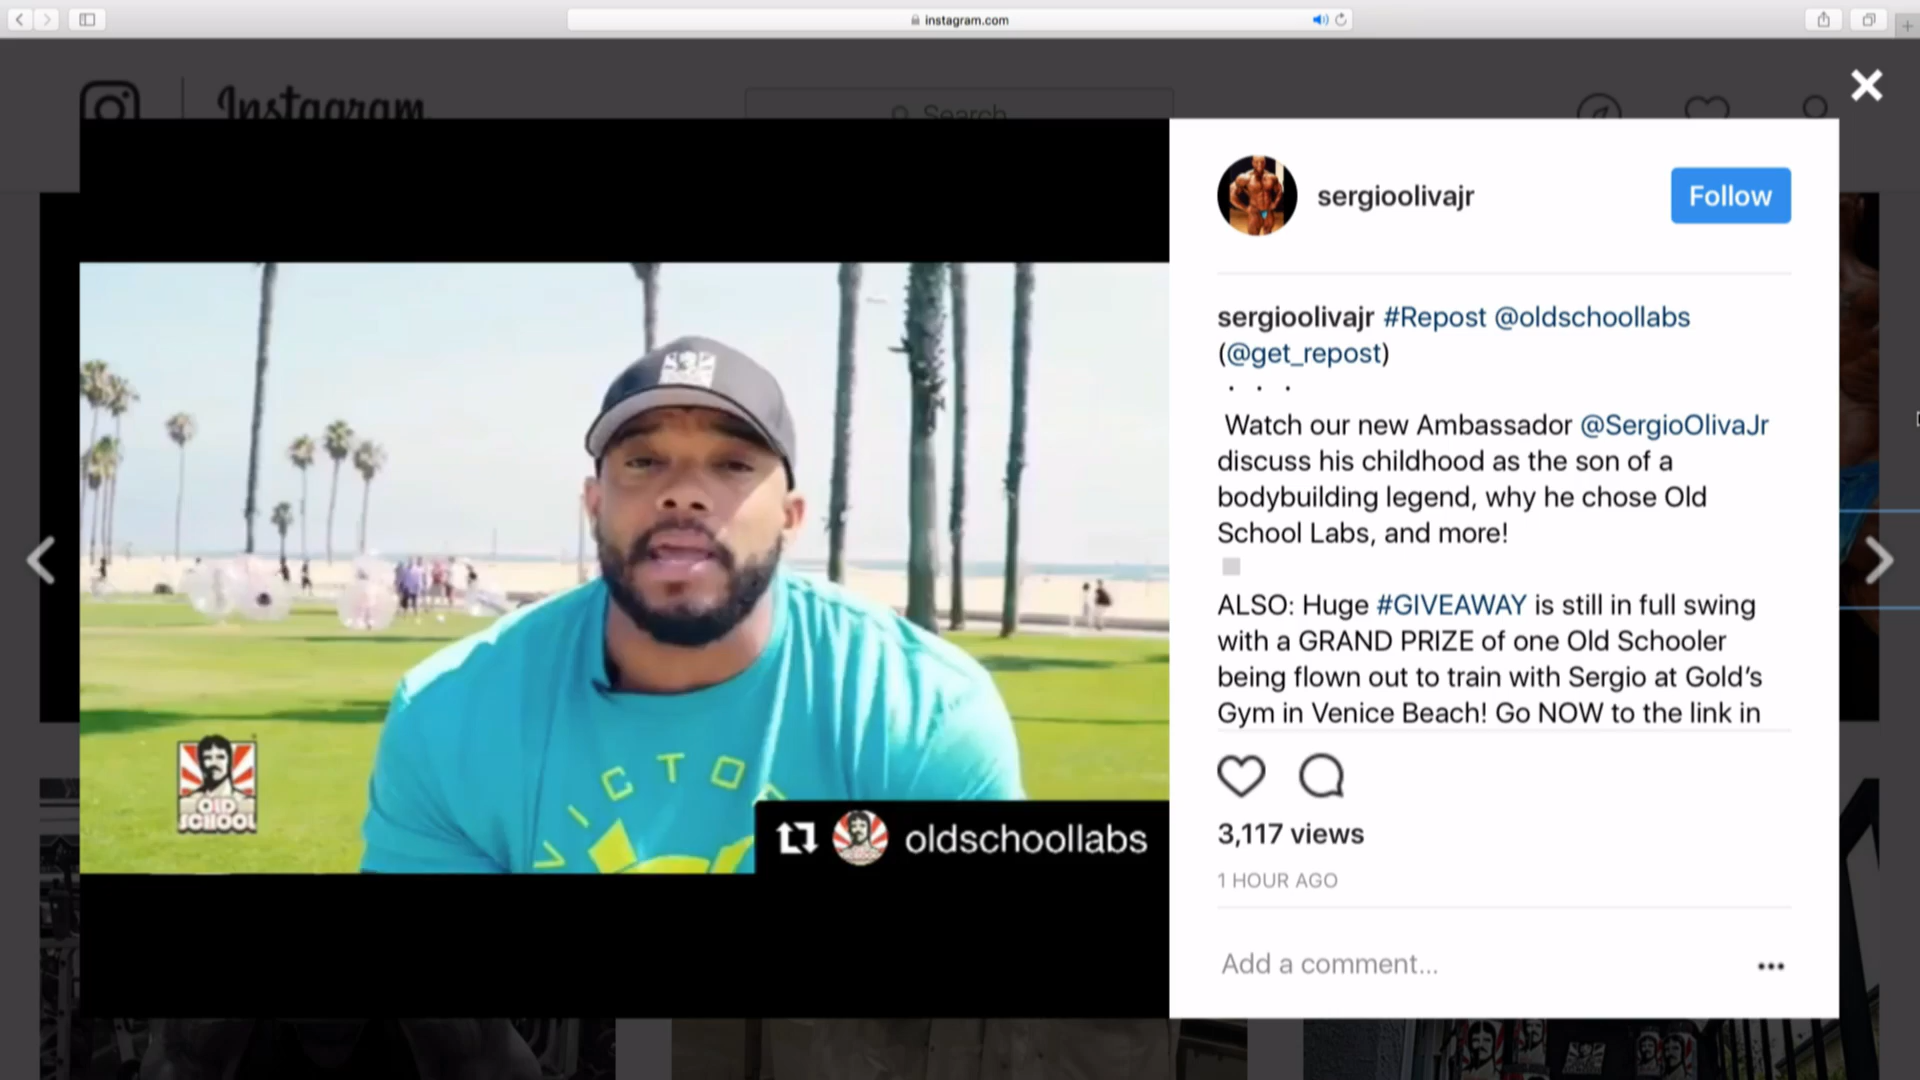 instagram.com
Instagram
Search
sergioolivajr
Follow
sergioolivajr #Repost @oldschoollabs
(@get_repost)
. . .
Watch our new Ambassador @SergioOlivaJr
discuss his childhood as the son of a
bodybuilding legend, why he chose Old
School Labs, and more!
ALSO: Huge #GIVEAWAY is still in full swing
with a GRAND PRIZE of one Old Schooler
being flown out to train with Sergio at Gold's
Gym in Venice Beach! Go NOW to the link in
VICTO
OLD
SCHOOL
oldschoollabs
3,117 views
1 HOUR AGO
Add a comment...